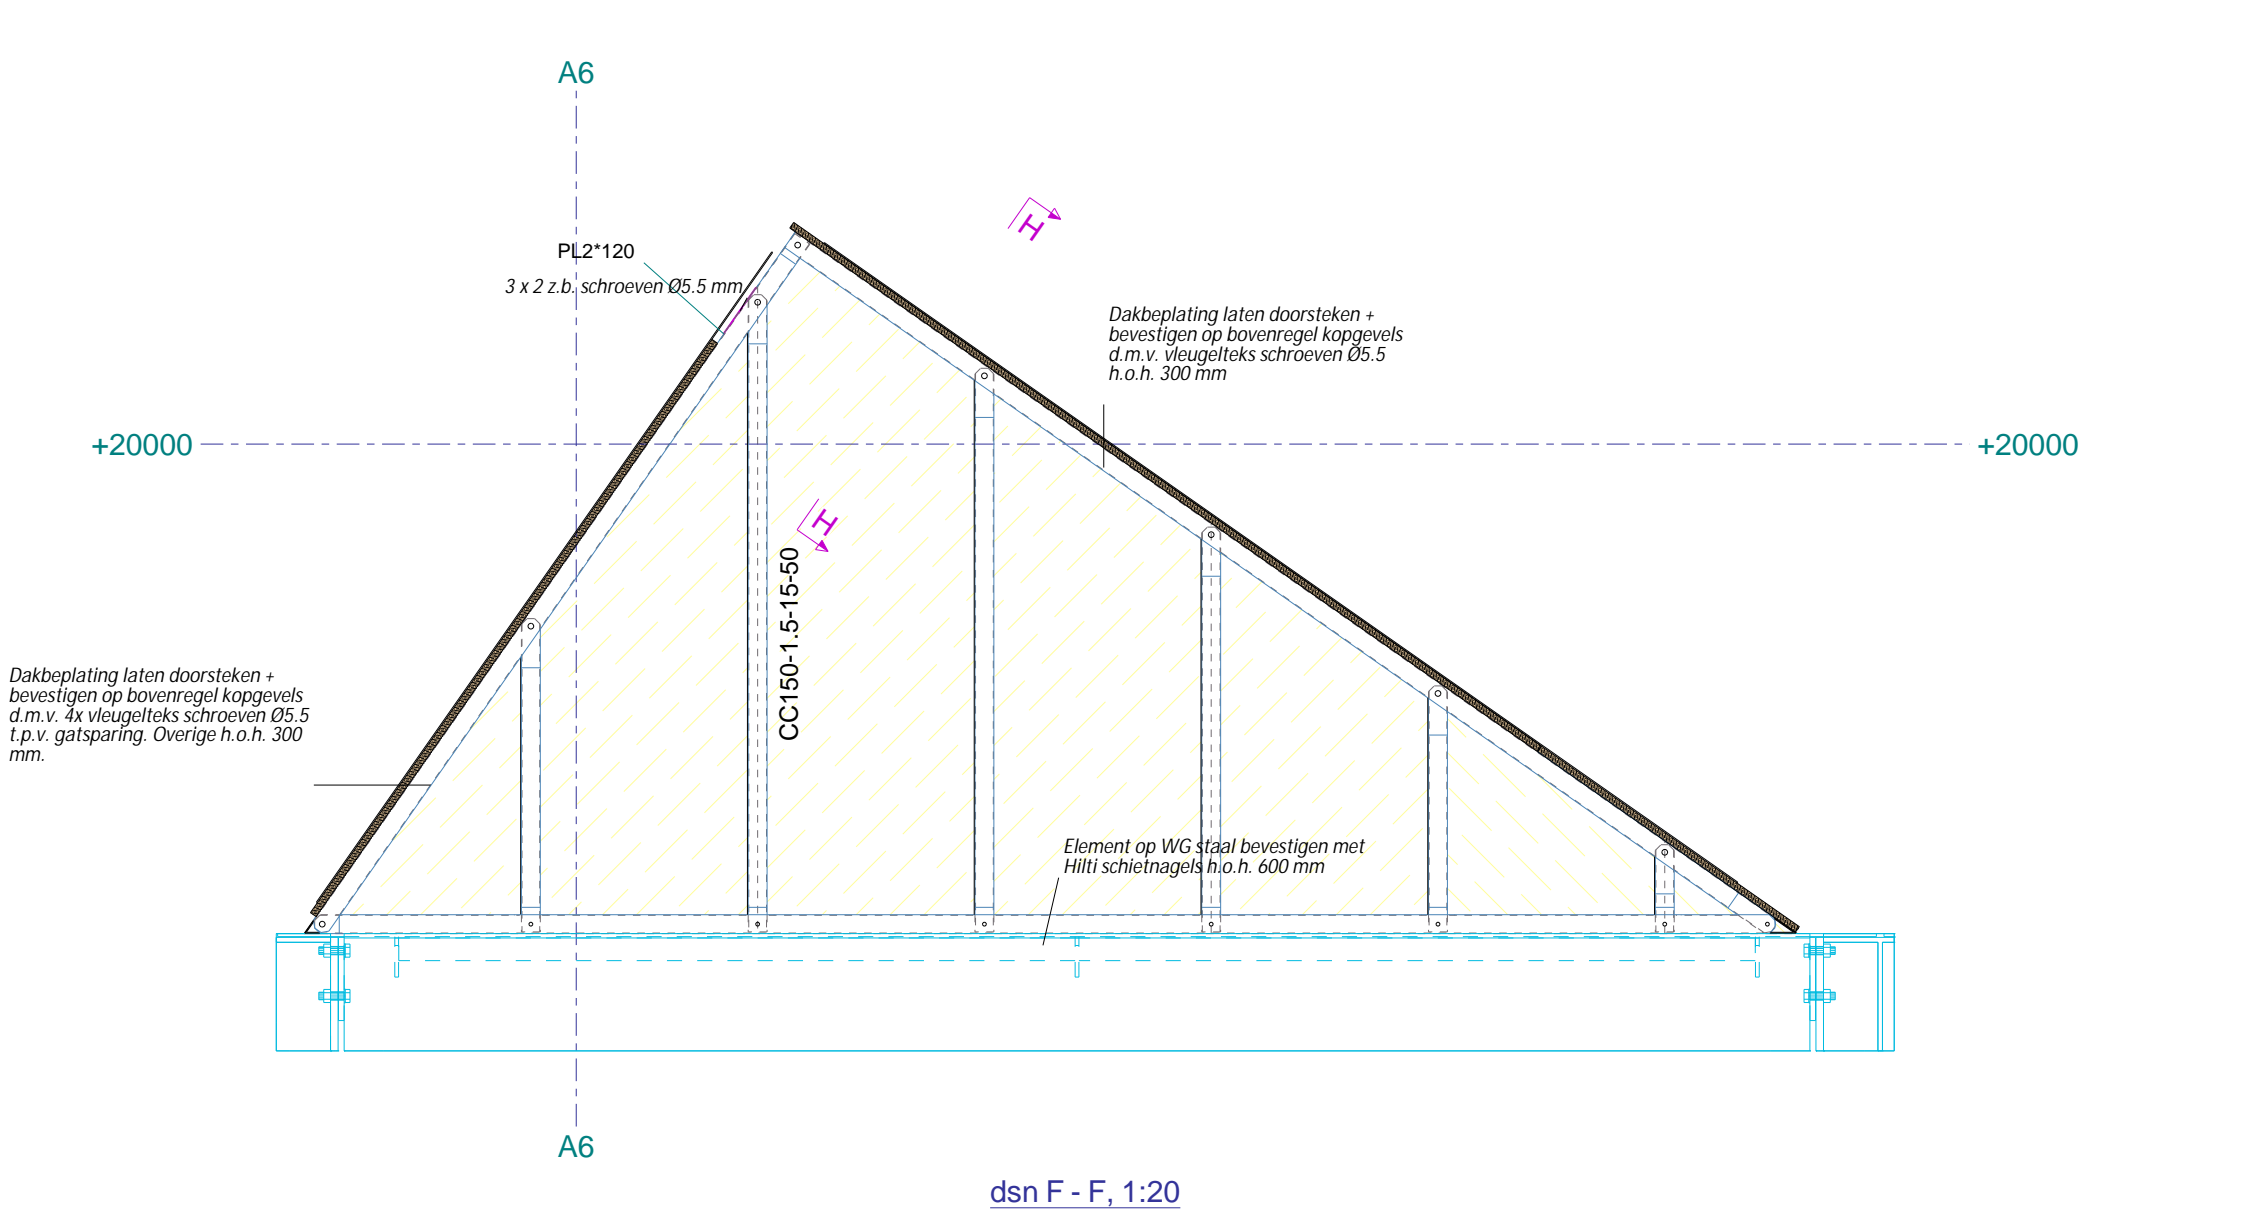 A6
PL2*120
3 x 2 z.b. schroeven Ø5.5 mm
H
Dakbeplating laten doorsteken +
bevestigen op bovenregel kopgevels
d.m.v. vleugelteks schroeven Ø5.5
h.o.h. 300 mm
+20000
+20000
H
CC150-1.5-15-50
Dakbeplating laten doorsteken +
bevestigen op bovenregel kopgevels
d.m.v. 4x vleugelteks schroeven Ø5.5
t.p.v. gatsparing. Overige h.o.h. 300
mm.
Element op WG staal bevestigen met
Hilti schietnagels h.o.h. 600 mm
A6
dsn F - F, 1:20